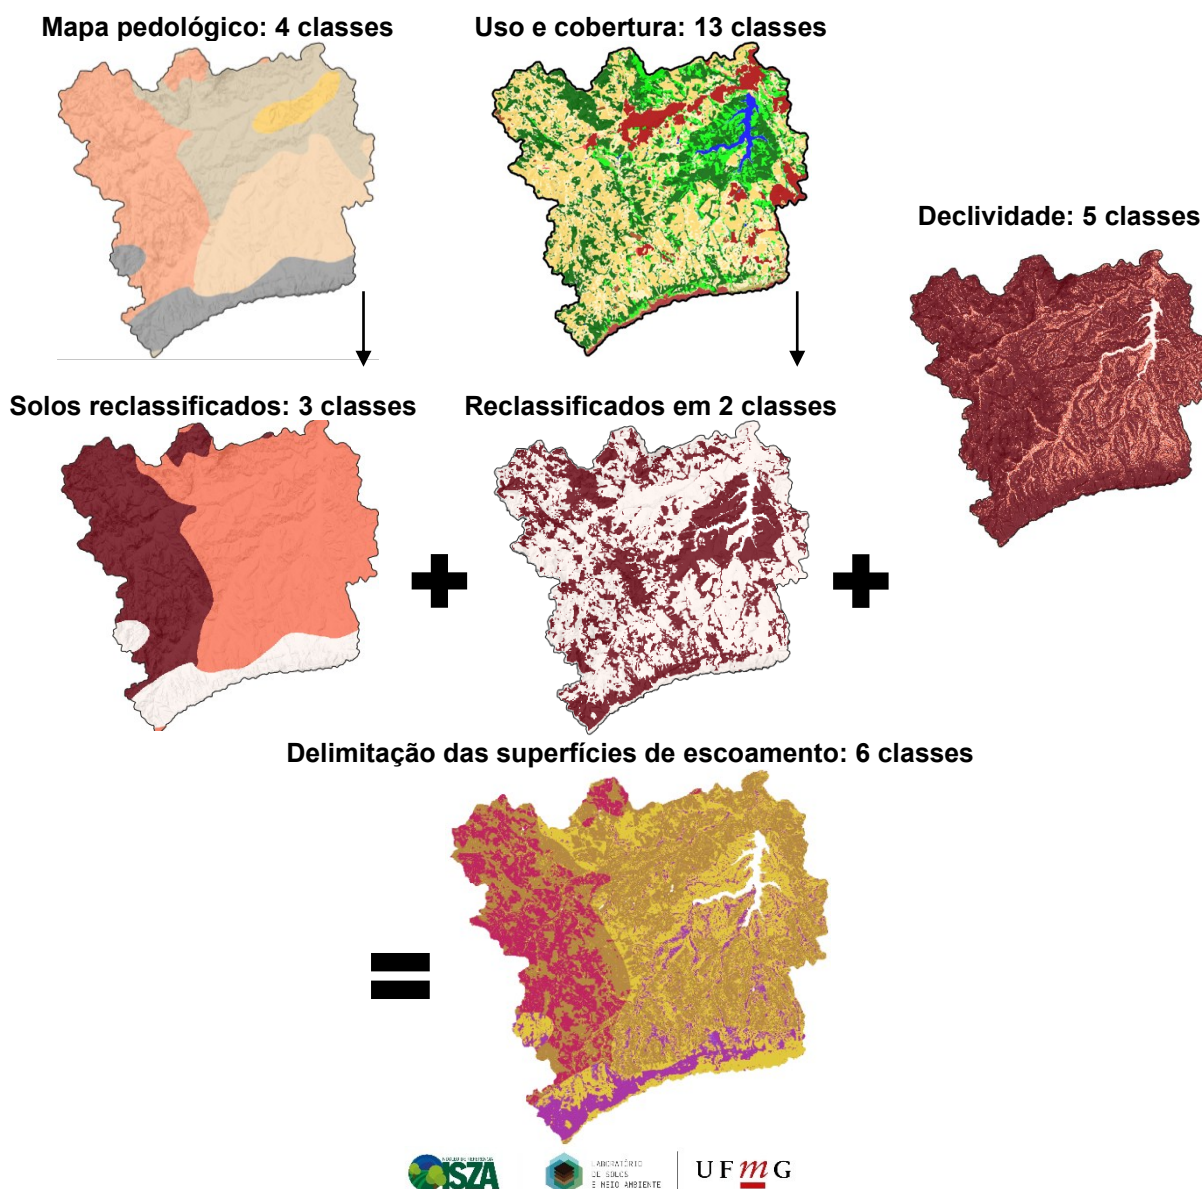 Mapa pedológico: 4 classes
Uso e cobertura: 13 classes
Declividade: 5 classes
Solos reclassificados: 3 classes
Reclassificados em 2 classes
Delimitação das superfícies de escoamento: 6 classes
ISZA
LABORATÓRIO
DE SOLOS
E MEIO AMBIENTE
UFmG